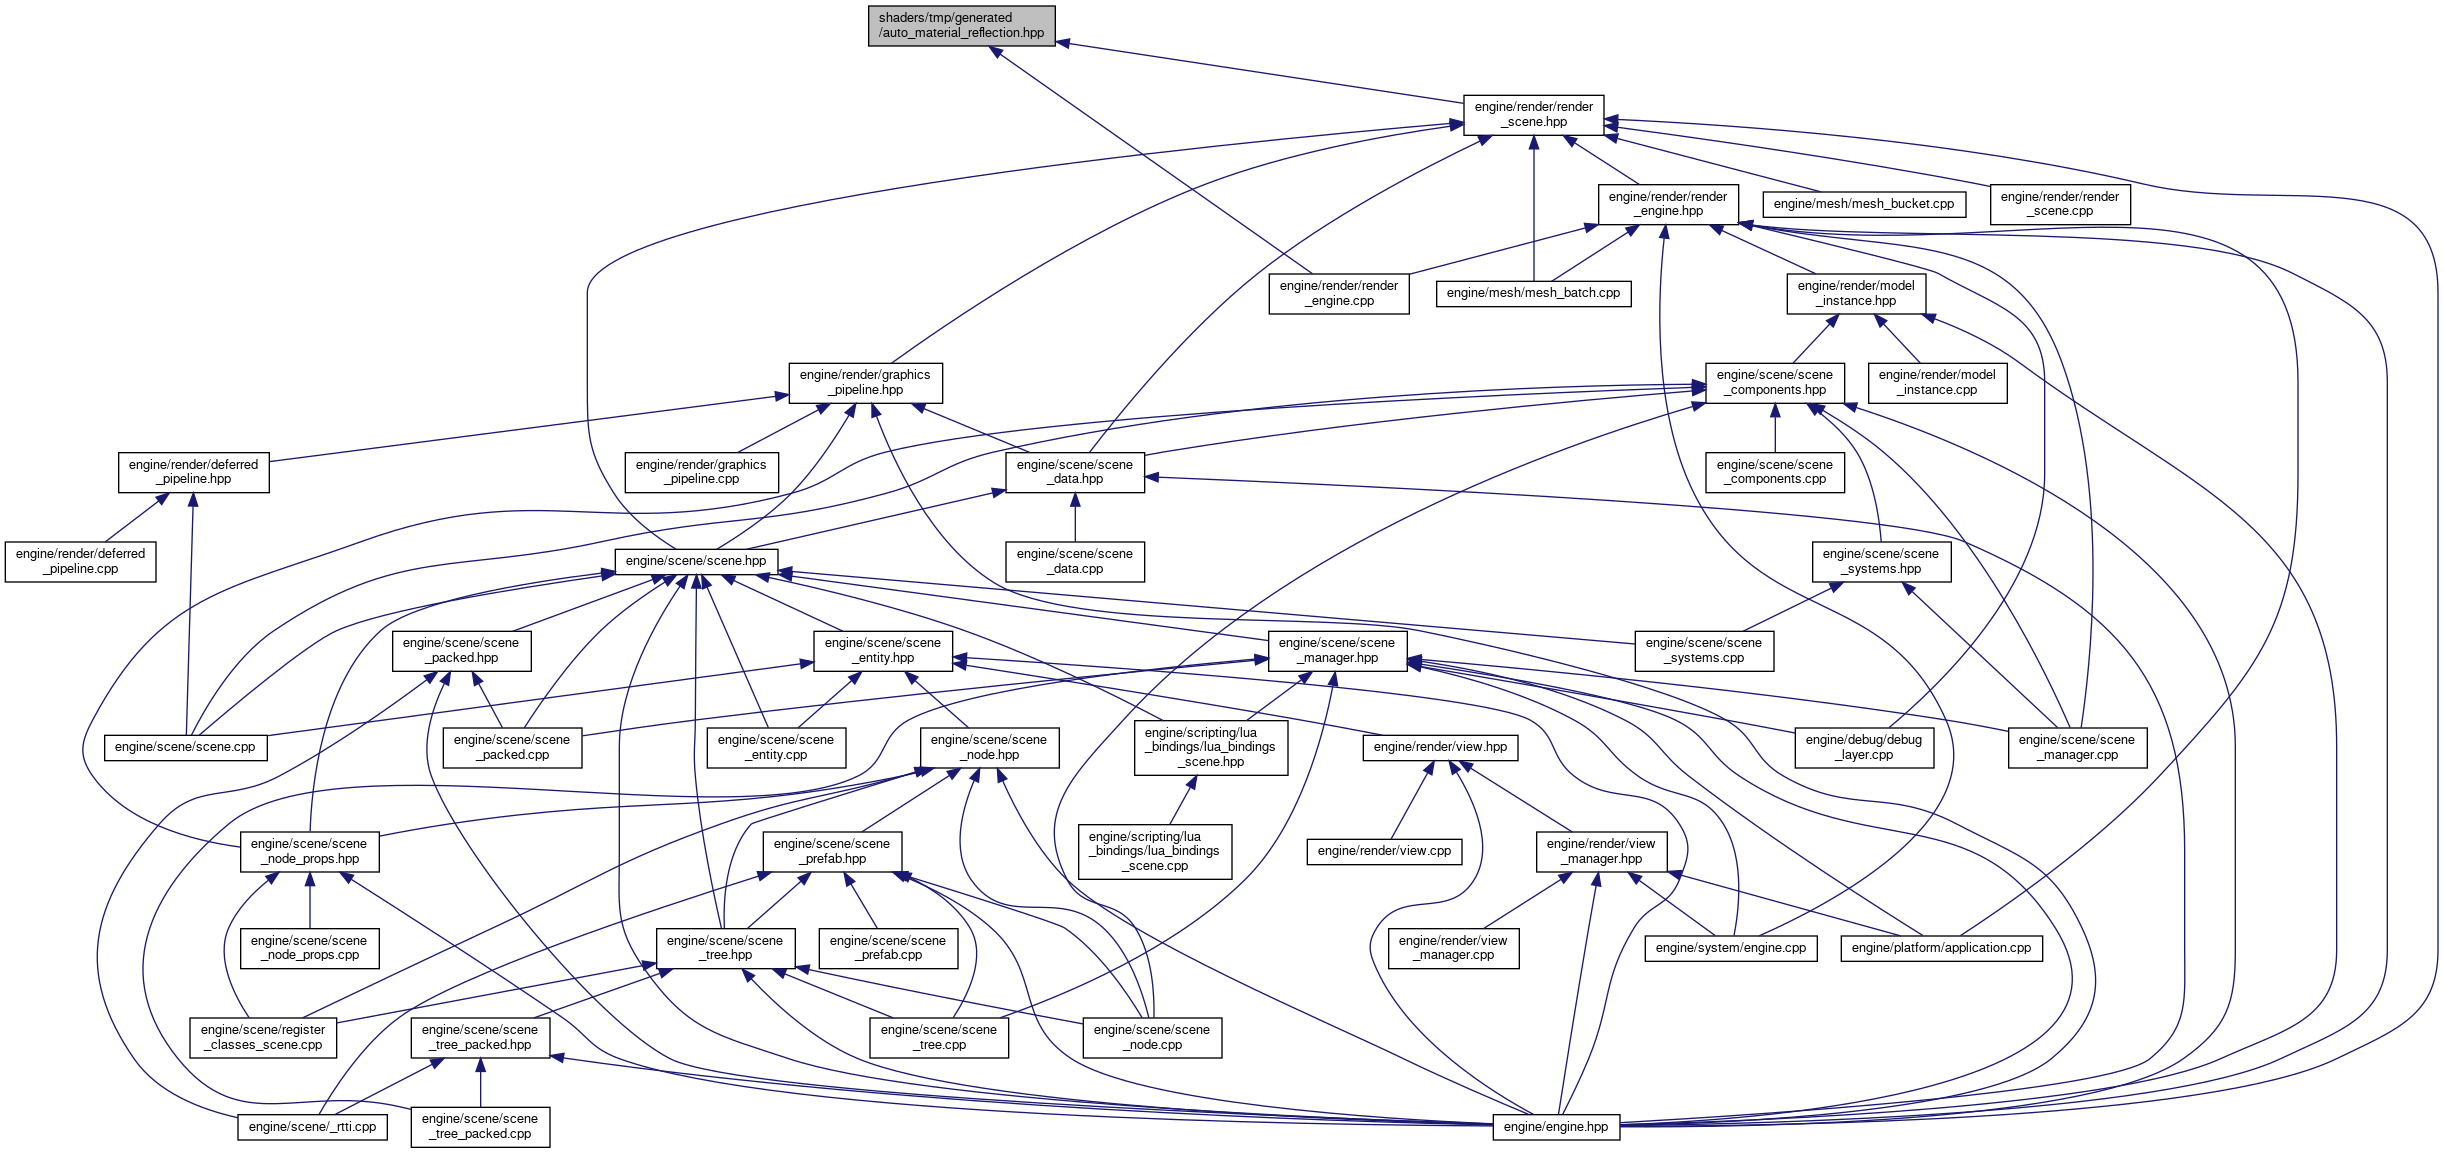 shaders/tmp/generated
/auto_material_reflection.hpp
engine/render/render
_scene.hpp
engine/render/render
_engine.hpp
engine/mesh/mesh_bucket.cpp
engine/render/render
_scene.cpp
engine/render/render
_engine.cpp
engine/mesh/mesh_batch.cpp
engine/render/model
_instance.hpp
engine/render/graphics
_pipeline.hpp
engine/scene/scene
_components.hpp
engine/render/model
_instance.cpp
engine/render/deferred
_pipeline.hpp
engine/render/graphics
_pipeline.cpp
engine/scene/scene
_data.hpp
engine/scene/scene
_components.cpp
engine/render/deferred
_pipeline.cpp
engine/scene/scene.hpp
engine/scene/scene
_data.cpp
engine/scene/scene
_systems.hpp
engine/scene/scene
_packed.hpp
engine/scene/scene
_entity.hpp
engine/scene/scene
_manager.hpp
engine/scene/scene
_systems.cpp
engine/scene/scene.cpp
engine/scene/scene
_packed.cpp
engine/scene/scene
_entity.cpp
engine/scene/scene
_node.hpp
engine/scripting/lua
_bindings/lua_bindings
_scene.hpp
engine/render/view.hpp
engine/debug/debug
_layer.cpp
engine/scene/scene
_manager.cpp
engine/scene/scene
_node_props.hpp
engine/scene/scene
_prefab.hpp
engine/scripting/lua
_bindings/lua_bindings
_scene.cpp
engine/render/view.cpp
engine/render/view
_manager.hpp
engine/scene/scene
_node_props.cpp
engine/scene/scene
_tree.hpp
engine/scene/scene
_prefab.cpp
engine/render/view
_manager.cpp
engine/system/engine.cpp
engine/platform/application.cpp
engine/scene/register
_classes_scene.cpp
engine/scene/scene
_tree_packed.hpp
engine/scene/scene
_tree.cpp
engine/scene/scene
_node.cpp
engine/scene/_rtti.cpp
engine/scene/scene
_tree_packed.cpp
engine/engine.hpp